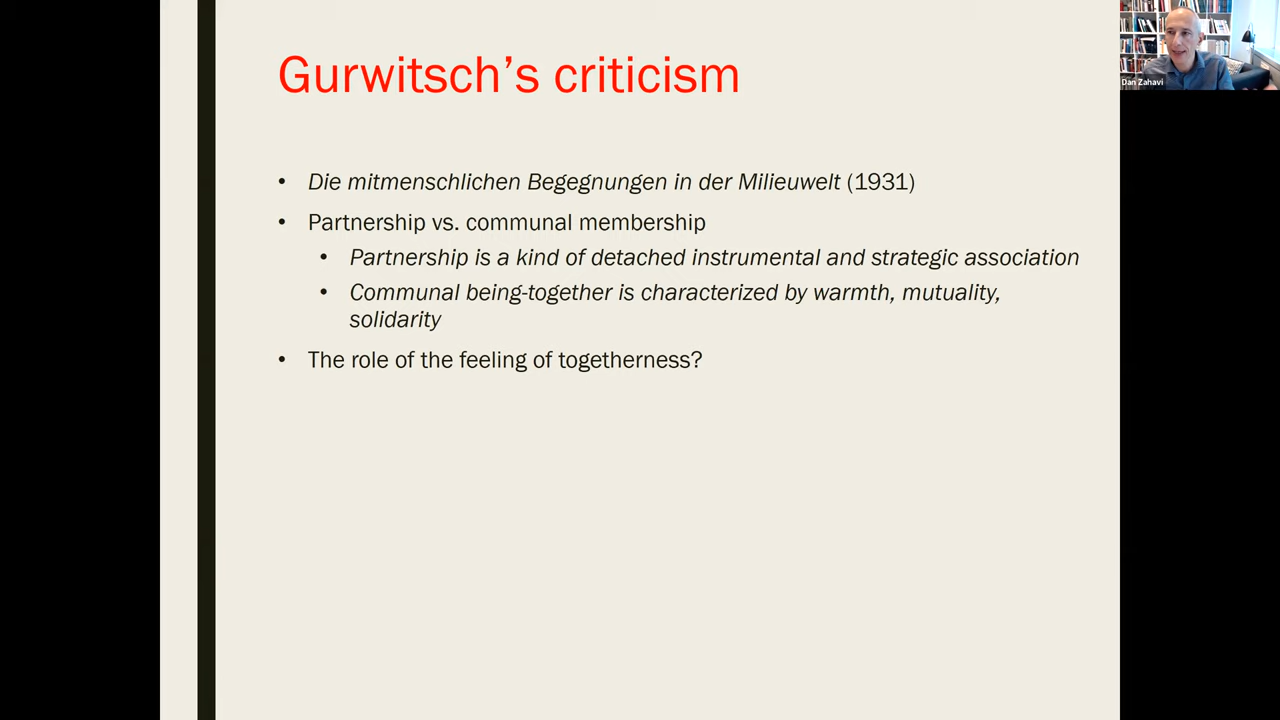 Gurwitsch's criticism
• Die mitmenschlichen Begegnungen in der Milieuwelt (1931)
• Partnership vs. communal membership
• Partnership is a kind of detached instrumental and strategic association
• Communal being-together is characterized by warmth, mutuality,
solidarity
• The role of the feeling of togetherness?
Dan Zahavi